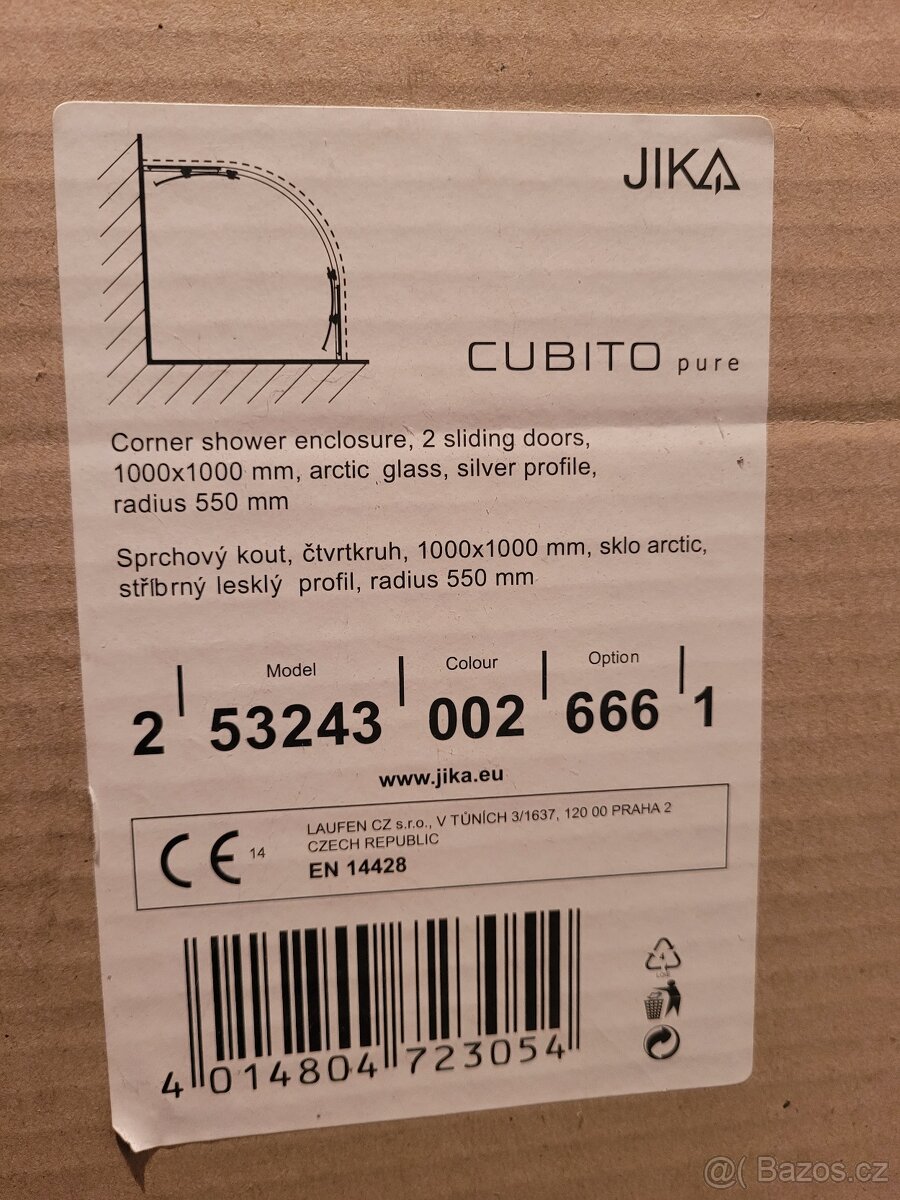 JIKA
CUBITO pure
Corner shower enclosure, 2 sliding doors,
1000x1000 mm, arctic glass, silver profile,
radius 550 mm
Sprchový kout, čtvrtkruh, 1000x1000 mm, sklo arctic,
stříbrný lesklý profil, radius 550 mm
Model Colour Option
2 53243 002 666 1
www.jika.eu
CE 14
LAUFEN CZ s.r.o., V TŮNÍCH 3/1637, 120 00 PRAHA 2
CZECH REPUBLIC
EN 14428
4 014804 723054
@( Bazos.cz